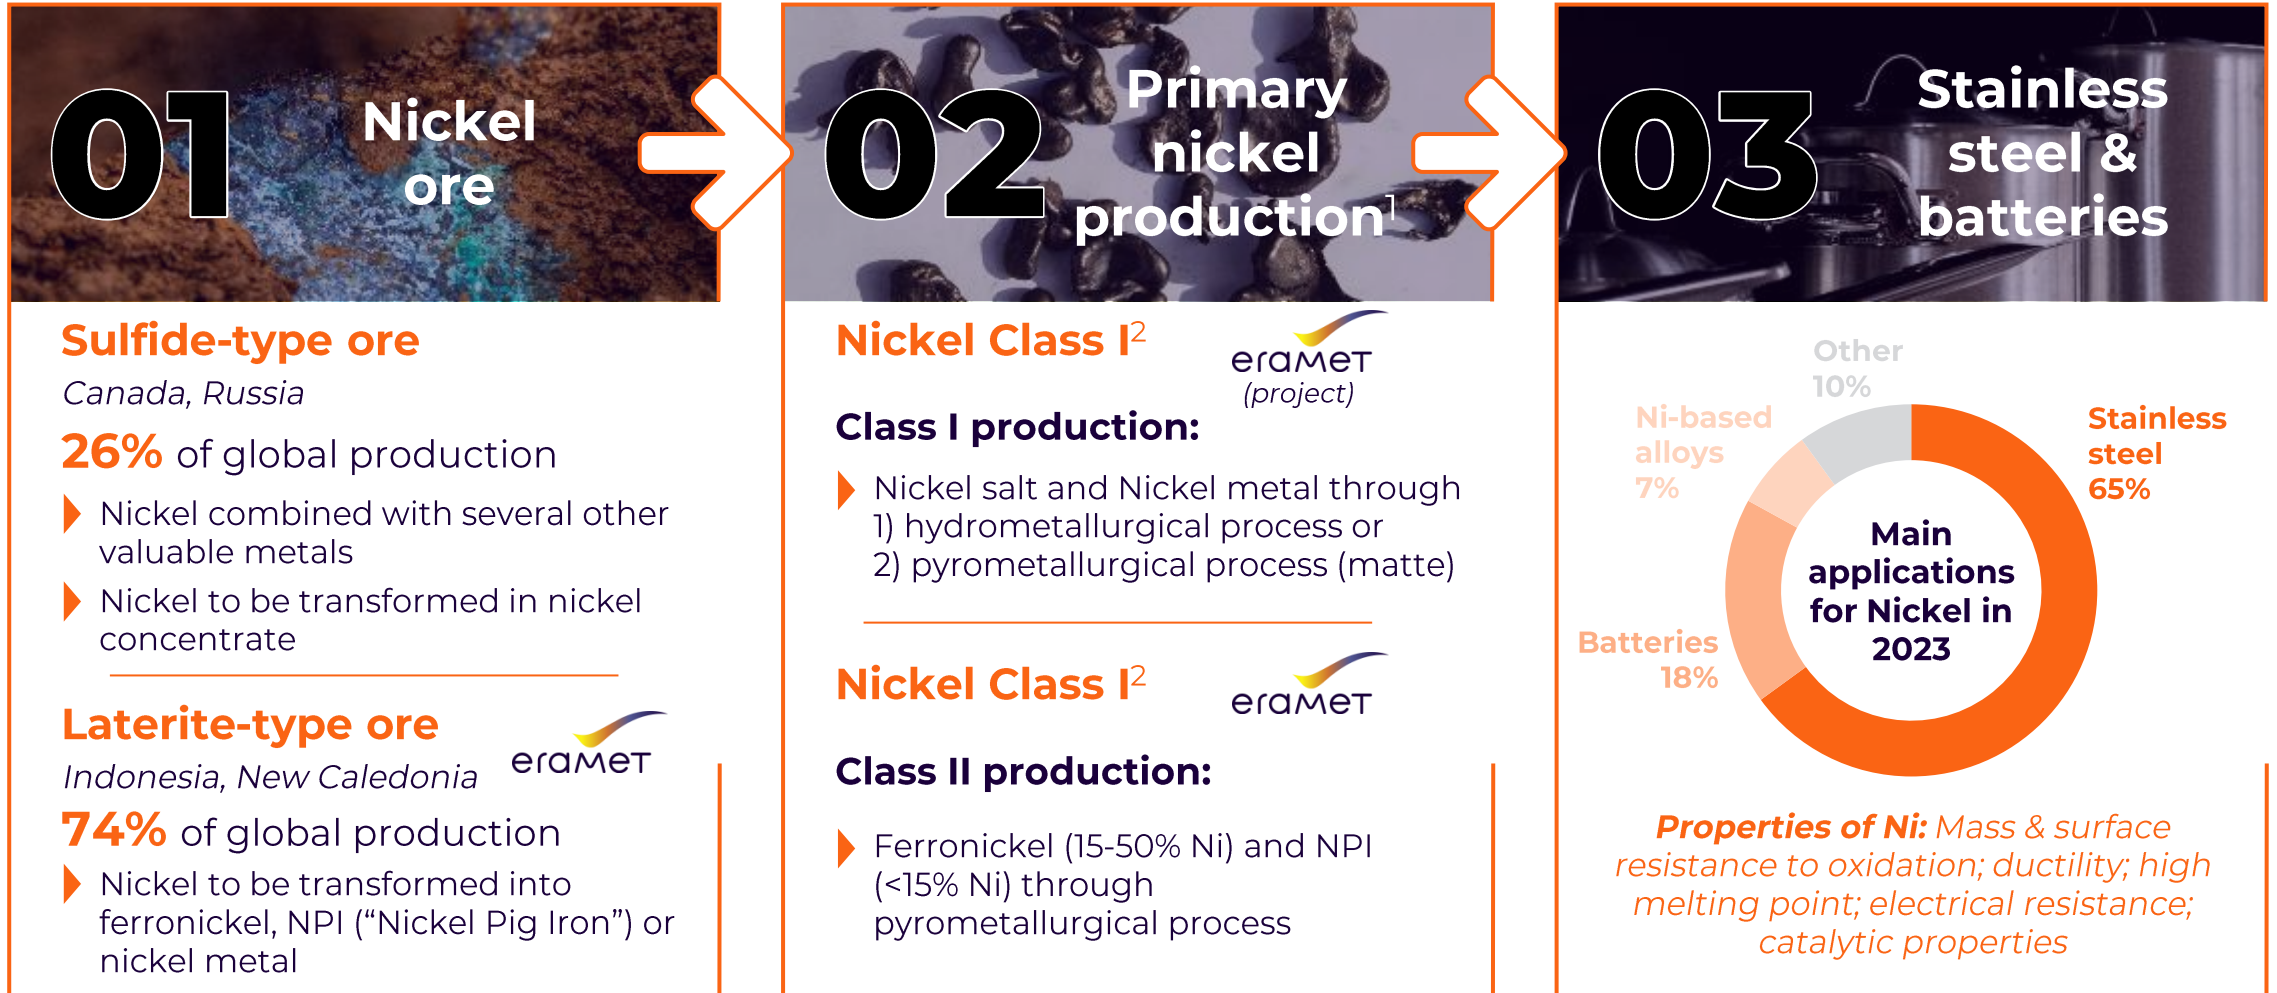 01
Nickel
ore
Sulfide-type ore
Canada, Russia
26% of global production
Nickel combined with several other
valuable metals
Nickel to be transformed in nickel
concentrate
Laterite-type ore
eramet
Indonesia, New Caledonia
74% of global production
Nickel to be transformed into
ferronickel, NPI (“Nickel Pig Iron”) or
nickel metal
02
Primary
nickel
production¹
Nickel Class I²
eramet
(project)
Class I production:
Nickel salt and Nickel metal through
1) hydrometallurgical process or
2) pyrometallurgical process (matte)
Nickel Class I²
eramet
Class II production:
Ferronickel (15-50% Ni) and NPI
(<15% Ni) through
pyrometallurgical process
03
Stainless
steel &
batteries
Other
10%
Ni-based
alloys
7%
Stainless
steel
65%
Batteries
18%
Main
applications
for Nickel in
2023
Properties of Ni: Mass & surface
resistance to oxidation; ductility; high
melting point; electrical resistance;
catalytic properties